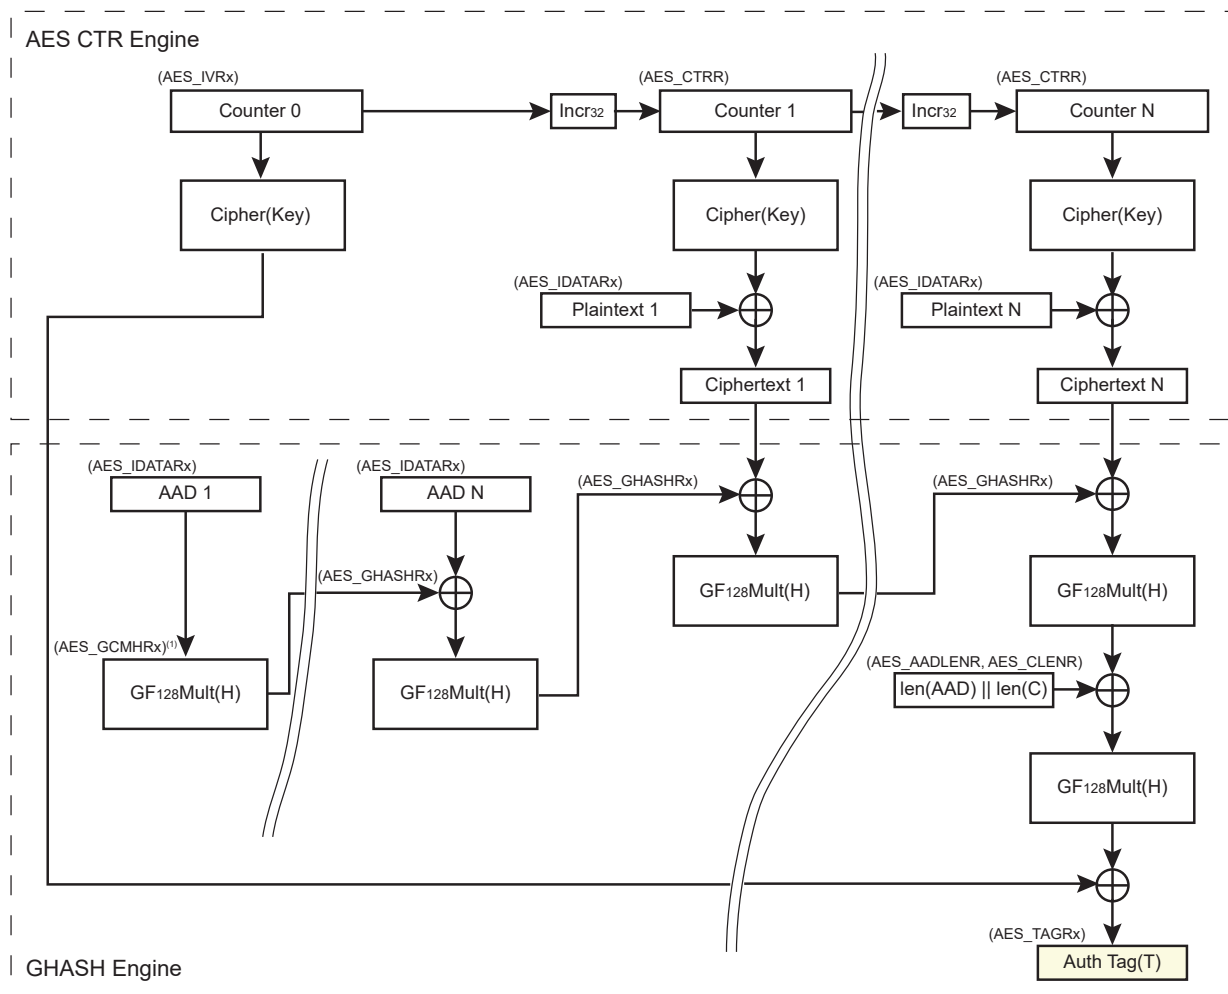 AES CTR Engine
(AES_IVRx)
Counter 0
Incr32
(AES_CTRR)
Counter 1
Incr32
(AES_CTRR)
Counter N
Cipher(Key)
Cipher(Key)
Cipher(Key)
(AES_IDATARx)
Plaintext 1
(AES_IDATARx)
Plaintext N
Ciphertext 1
Ciphertext N
(AES_IDATARx)
AAD 1
(AES_IDATARx)
AAD N
(AES_GHASHRx)
(AES_GHASHRx)
(AES_GHASHRx)
GF128Mult(H)
GF128Mult(H)
(AES_GCMHRx)(1)
GF128Mult(H)
GF128Mult(H)
(AES_AADLENR, AES_CLENR)
len(AAD) || len(C)
GF128Mult(H)
(AES_TAGRx)
Auth Tag(T)
GHASH Engine